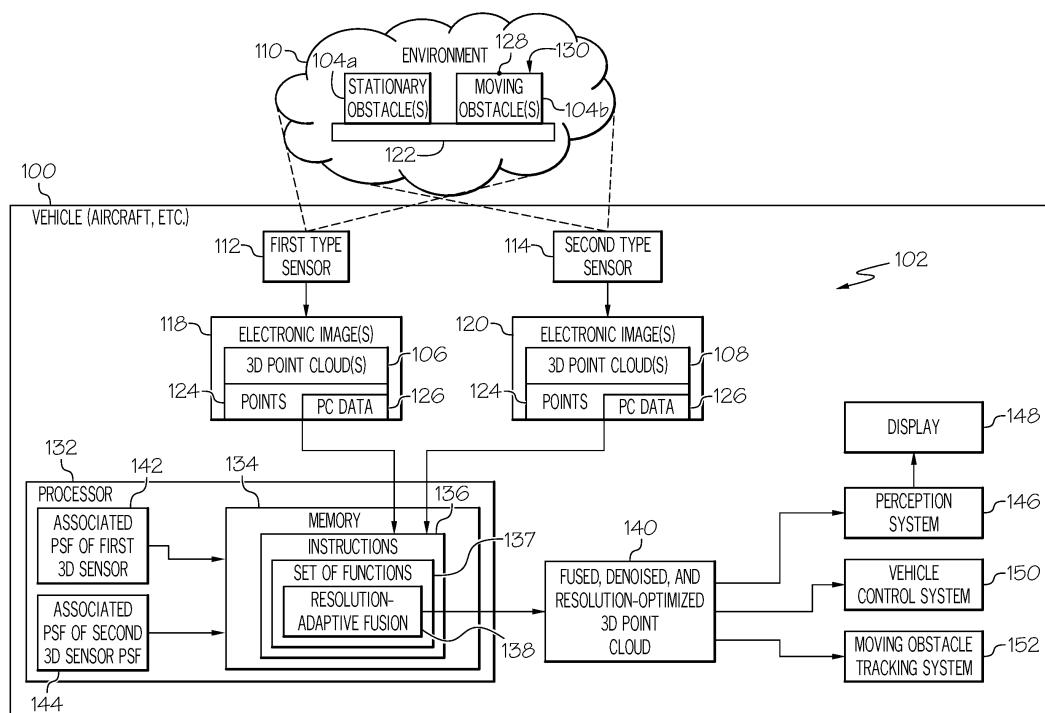 110
ENVIRONMENT
128
130
104a
STATIONARY
OBSTACLE(S)
MOVING
OBSTACLE(S)
104b
122
100
VEHICLE (AIRCRAFT, ETC.)
112
FIRST TYPE
SENSOR
114
SECOND TYPE
SENSOR
102
118
ELECTRONIC IMAGE(S)
3D POINT CLOUD(S)
106
124
POINTS
PC DATA
126
120
ELECTRONIC IMAGE(S)
3D POINT CLOUD(S)
108
124
POINTS
PC DATA
126
DISPLAY
148
132
PROCESSOR
142
134
136
ASSOCIATED
PSF OF FIRST
3D SENSOR
MEMORY
INSTRUCTIONS
137
SET OF FUNCTIONS
RESOLUTION-
ADAPTIVE FUSION
138
ASSOCIATED
PSF OF SECOND
3D SENSOR PSF
144
140
FUSED, DENOISED, AND
RESOLUTION-OPTIMIZED
3D POINT
CLOUD
PERCEPTION
SYSTEM
146
VEHICLE
CONTROL SYSTEM
150
MOVING OBSTACLE
TRACKING SYSTEM
152